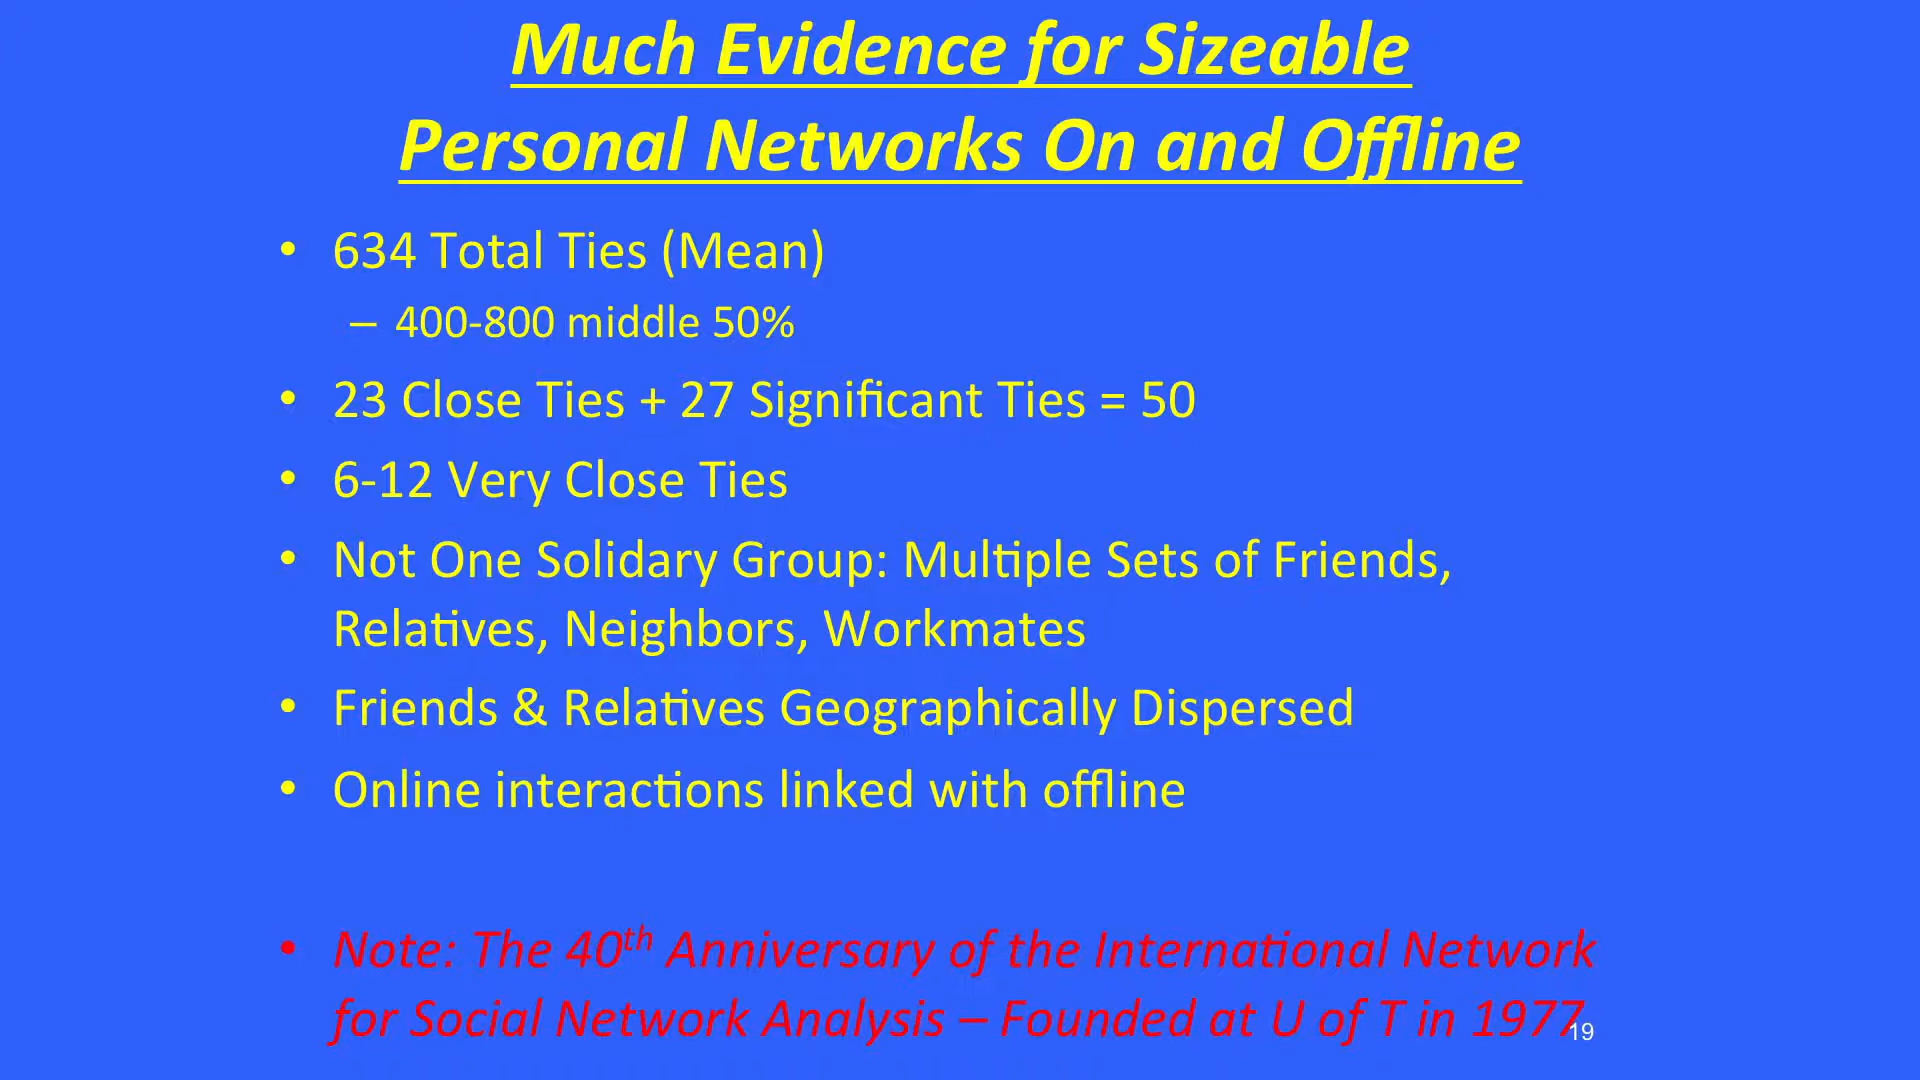 Much Evidence for Sizeable
Personal Networks On and Offline
• 634 Total Ties (Mean)
– 400-800 middle 50%
• 23 Close Ties + 27 Significant Ties = 50
• 6-12 Very Close Ties
• Not One Solidary Group: Multiple Sets of Friends,
Relatives, Neighbors, Workmates
• Friends & Relatives Geographically Dispersed
• Online interactions linked with offline
• Note: The 40th Anniversary of the International Network
for Social Network Analysis – Founded at U of T in 1977
19